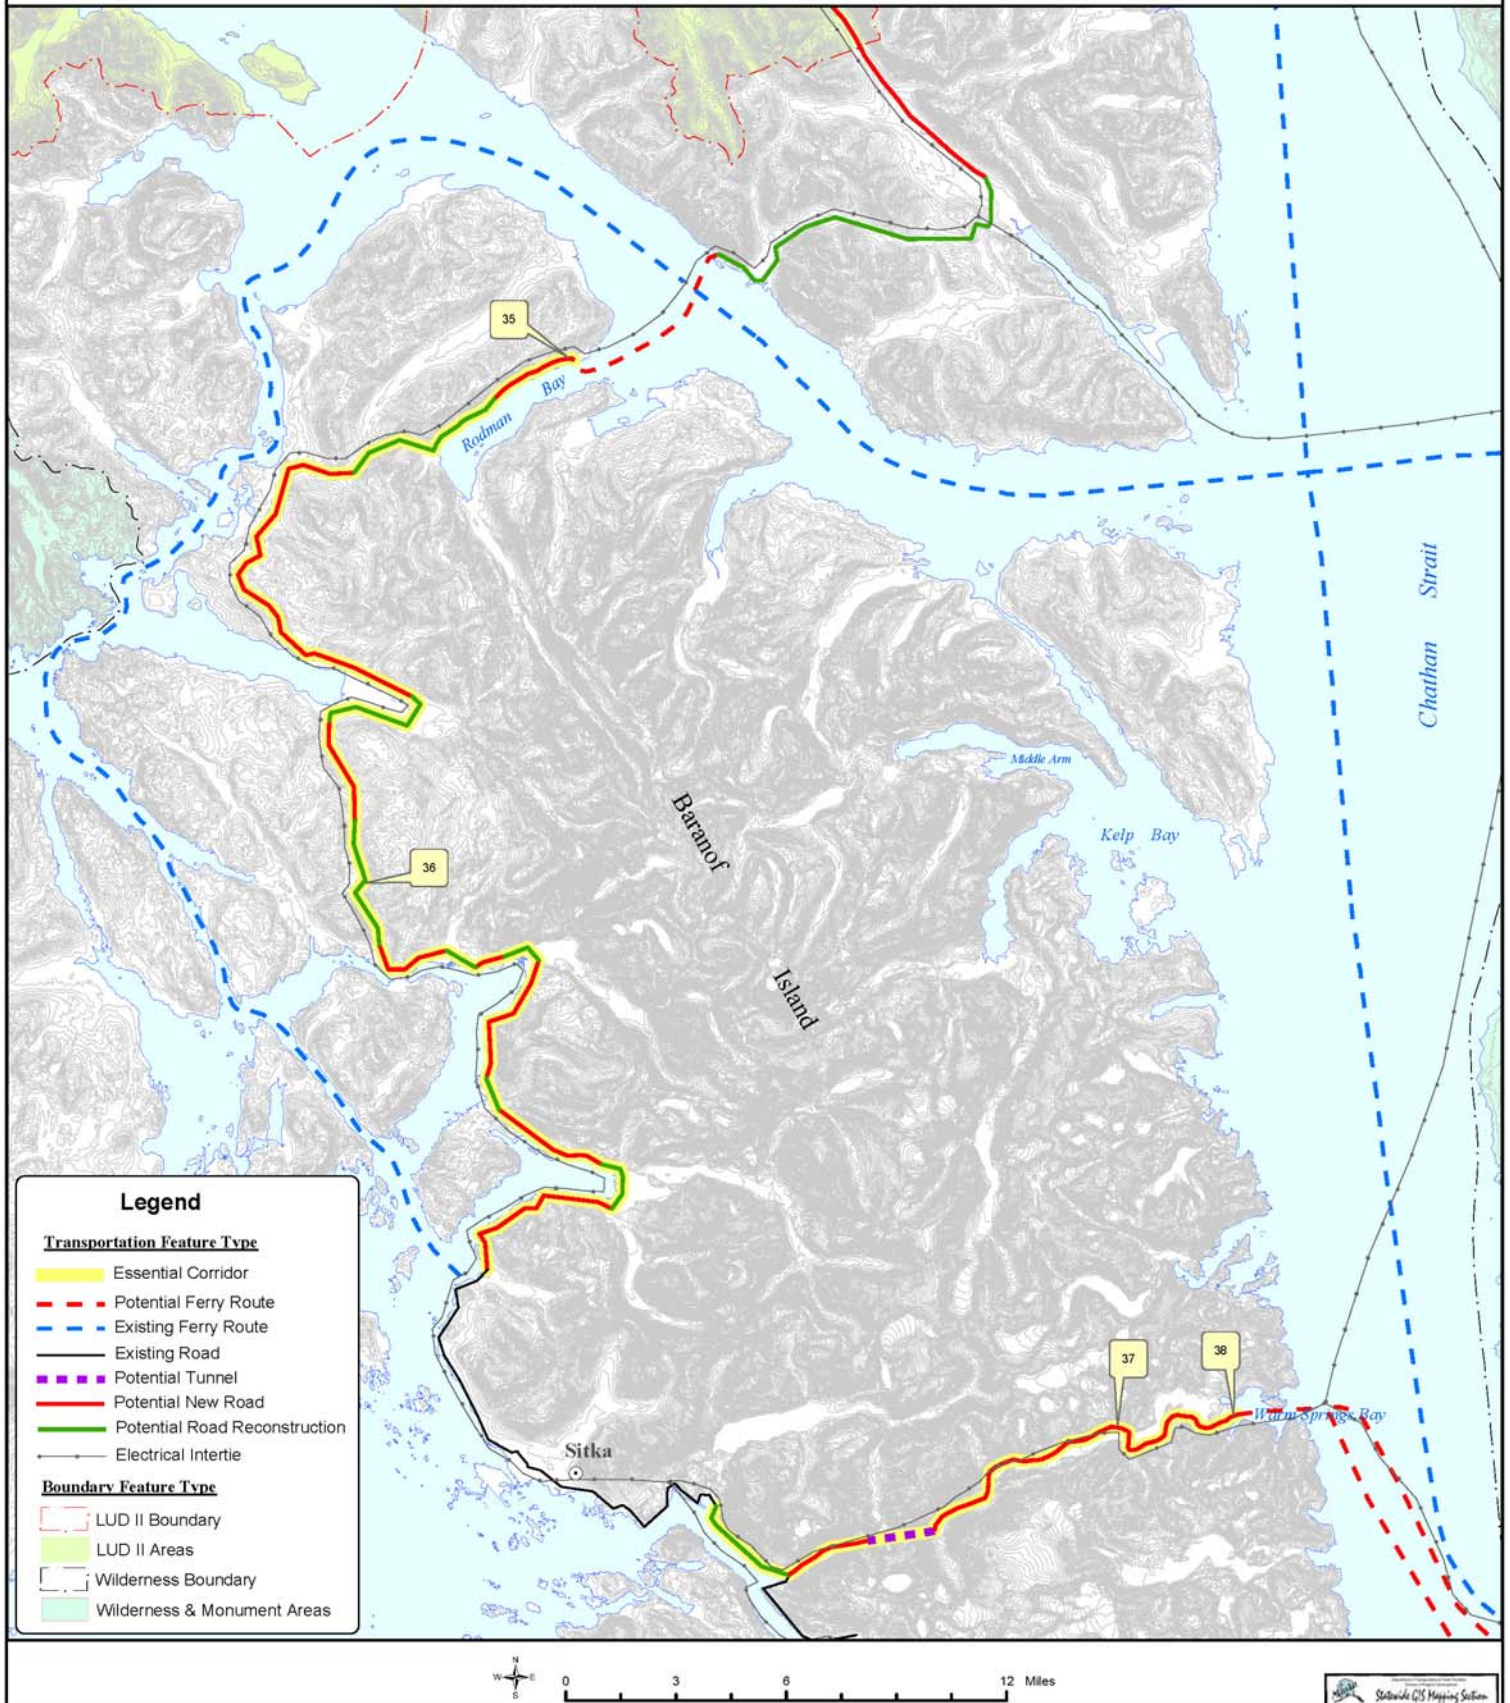 35
Rodman Bay
Chathan Strait
Middle Arm
Baranof
Kelp Bay
36
Island
Legend
Transportation Feature Type
Essential Corridor
Potential Ferry Route
Existing Ferry Route
Existing Road
Potential Tunnel
Potential New Road
Potential Road Reconstruction
Electrical Intertie
Boundary Feature Type
LUD II Boundary
LUD II Areas
Wilderness Boundary
Wilderness & Monument Areas
37
38
Warm Springs Bay
Sitka
N
W E
S
0 3 6 12 Miles
Statewide GIS Mapping Section